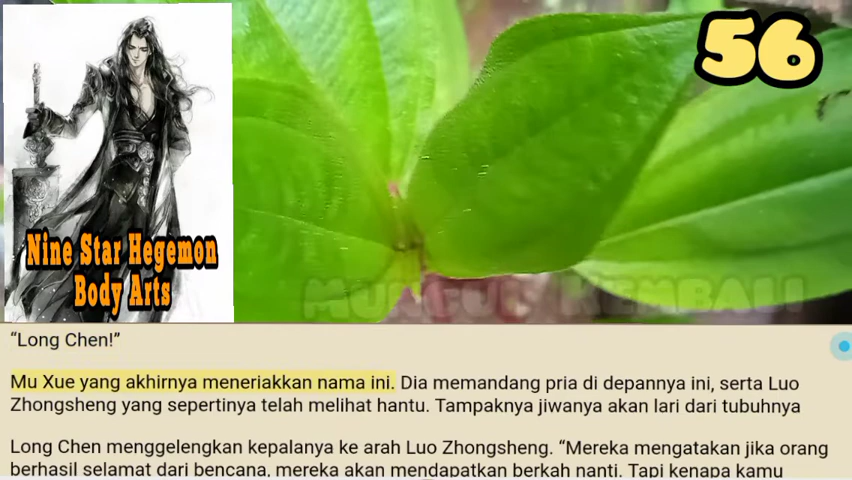 56
Nine Star Hegemon
Body Arts
MUNCUL KEMBALI
“Long Chen!”
Mu Xue yang akhirnya meneriakkan nama ini. Dia memandang pria di depannya ini, serta Luo
Zhongsheng yang sepertinya telah melihat hantu. Tampaknya jiwanya akan lari dari tubuhnya
Long Chen menggelengkan kepalanya ke arah Luo Zhongsheng. “Mereka mengatakan jika orang
berhasil selamat dari bencana, mereka akan mendapatkan berkah nanti. Tapi kenapa kamu